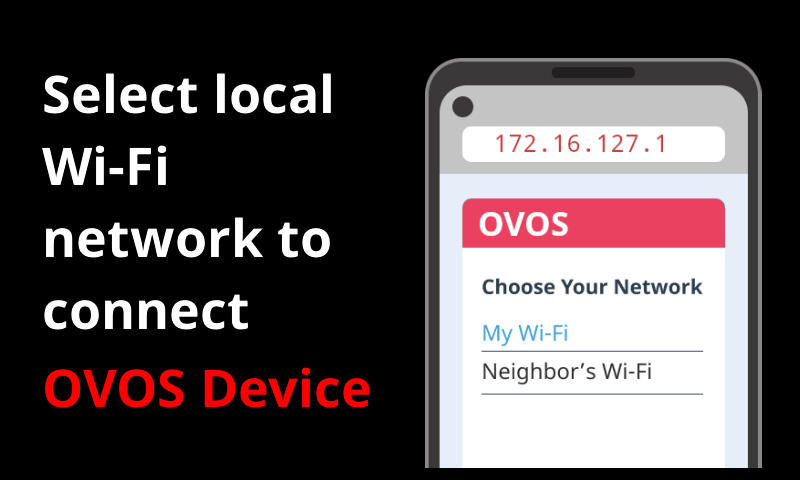 Select local
Wi-Fi
network to
connect
OVOS Device
172.16.127.1
OVOS
Choose Your Network
My Wi-Fi
Neighbor’s Wi-Fi